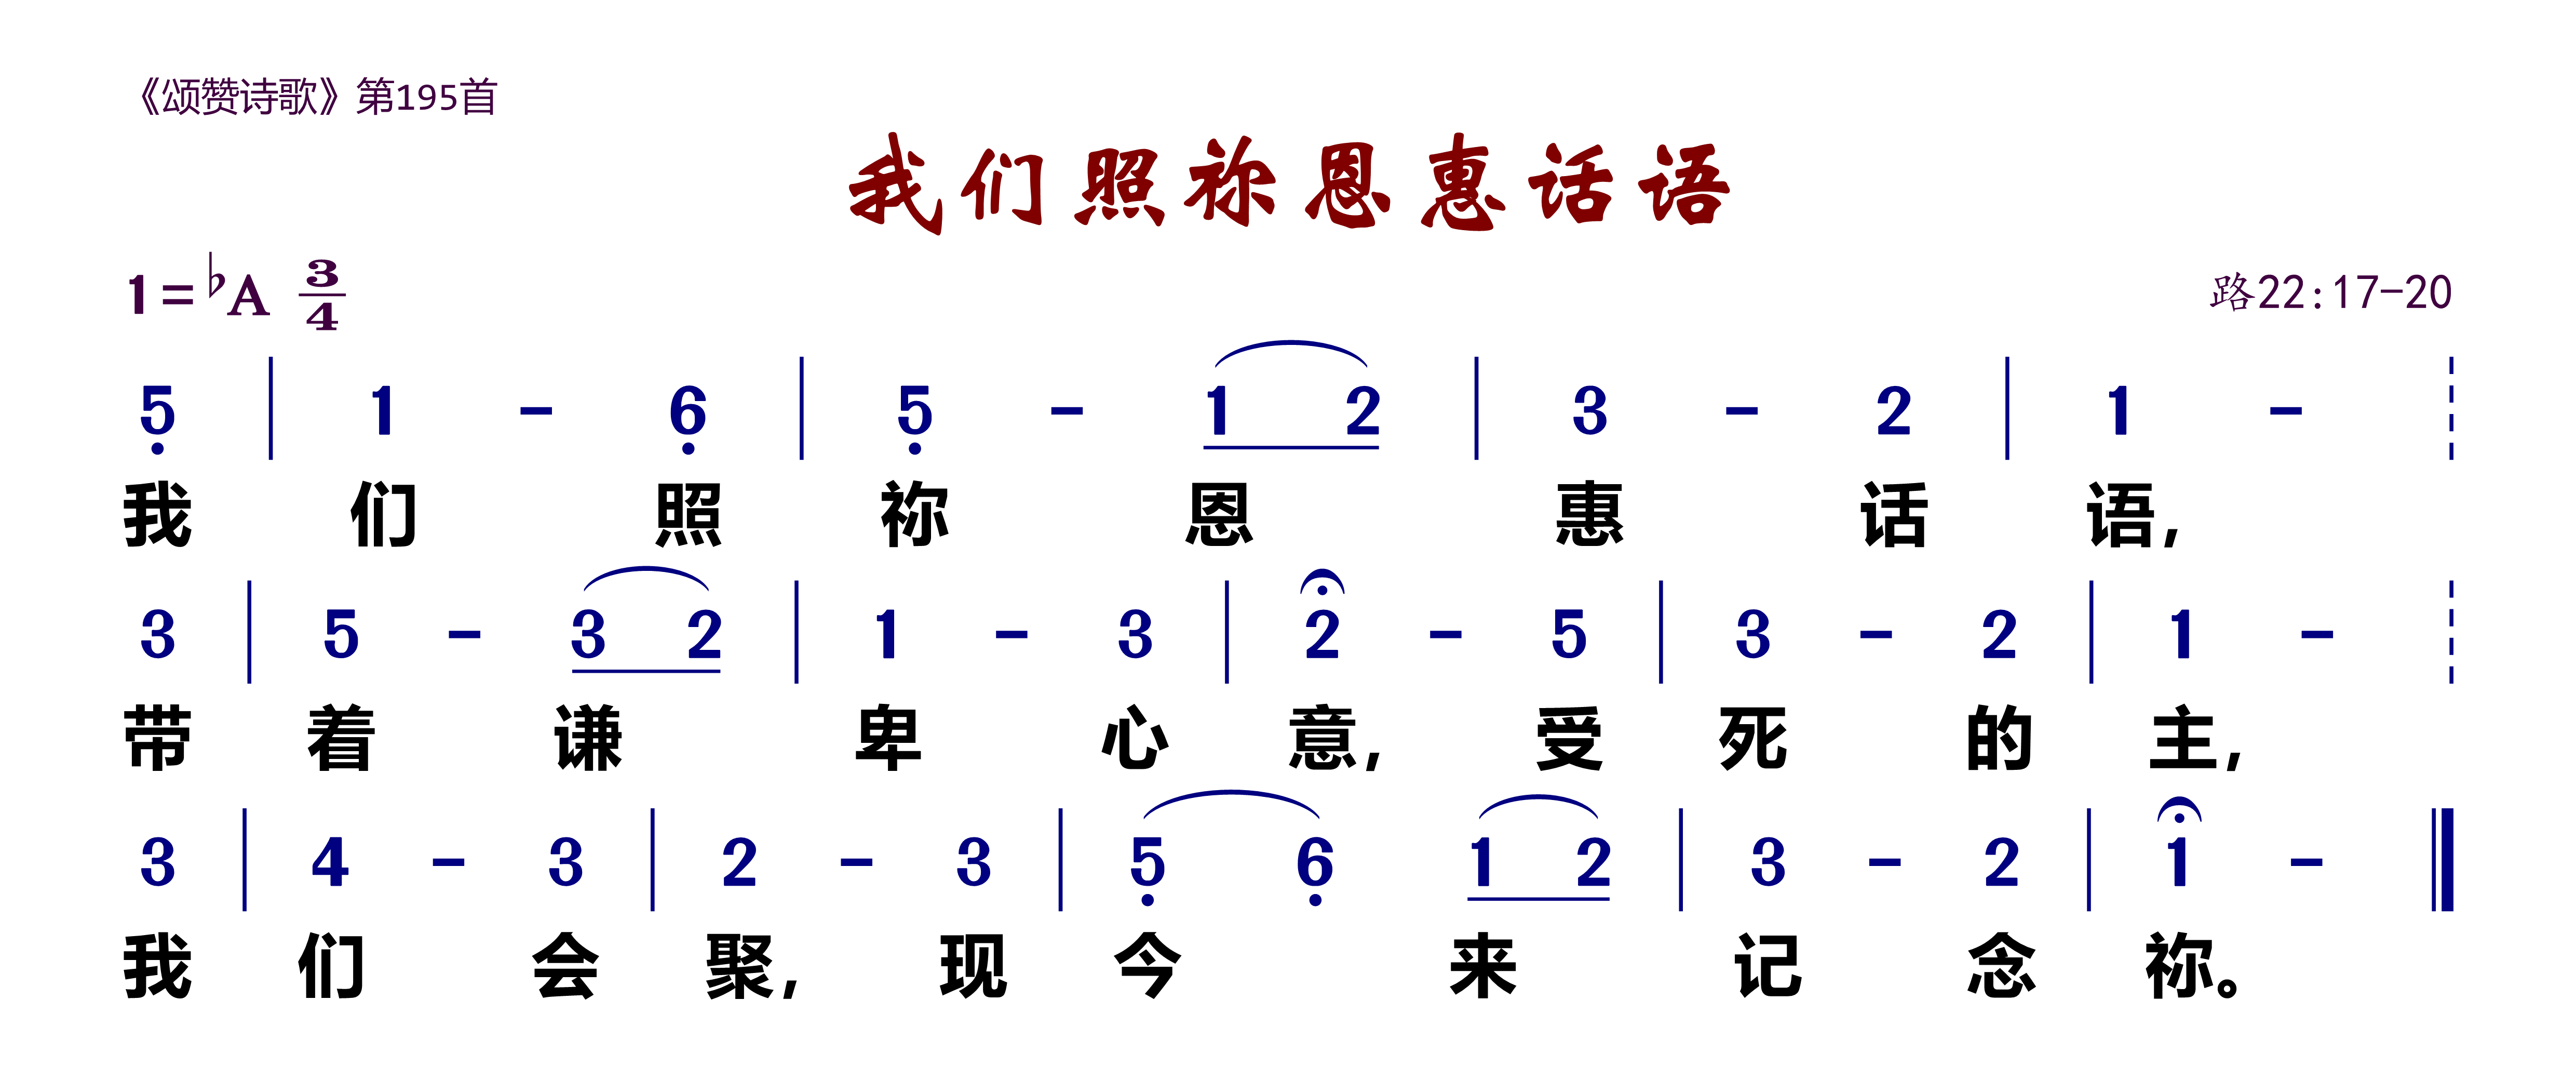 《颂赞诗歌》第195首
我们照祢恩惠话语
1=♭A 3/4
路22:17-20
5̣ | 1 - 6̣ | 5̣ - 1 2 | 3 - 2 | 1 -
我们照祢恩惠话语,
3 | 5 - 3 2 | 1 - 3 | 2 - 5 | 3 - 2 | 1 -
带着谦卑心意,受死的主,
3 | 4 - 3 | 2 - 3 | 5̣ 6̣ 1 2 | 3 - 2 | 1 - ‖
我们会聚,现今来记念祢。